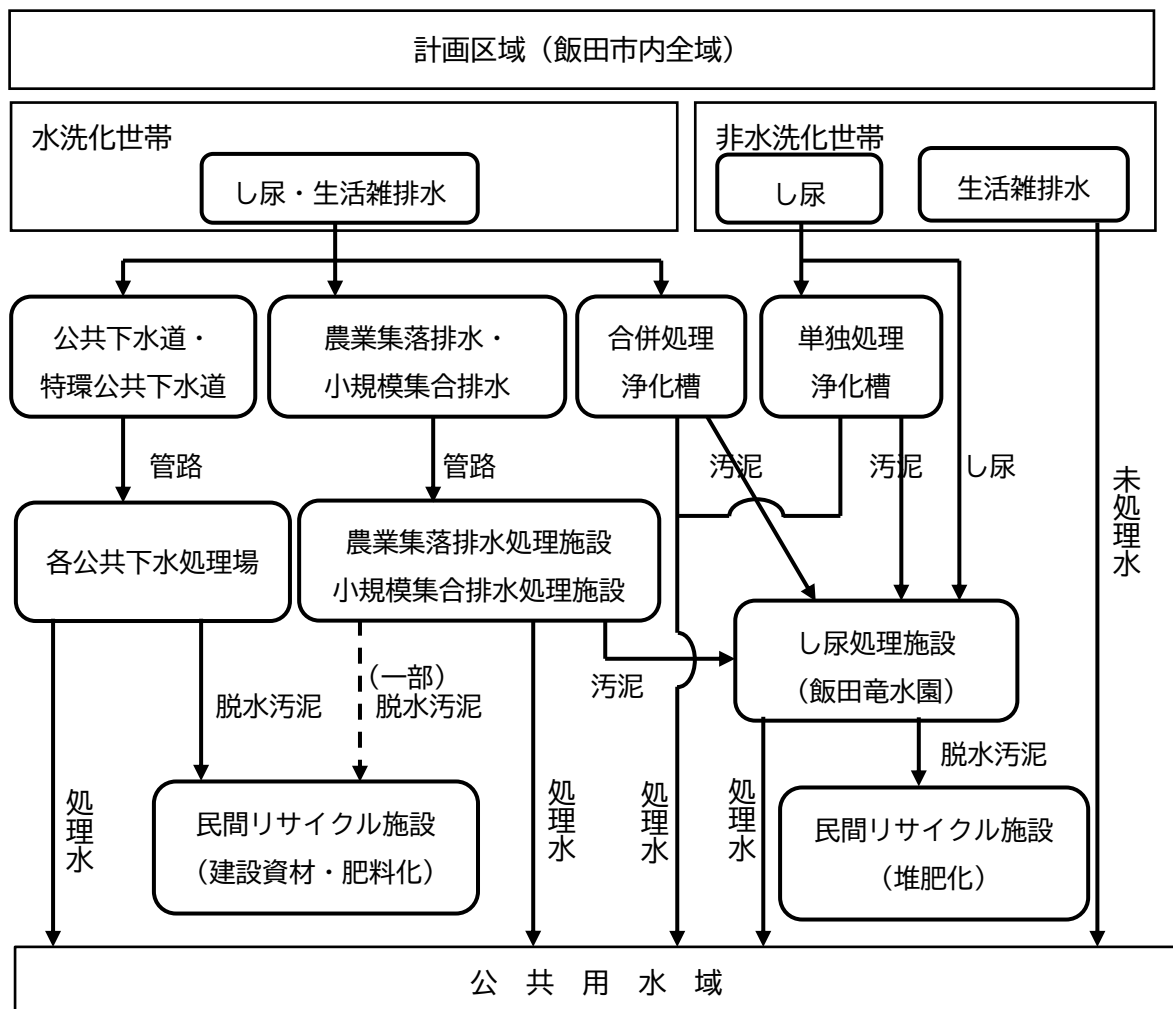 計画区域（飯田市内全域）
水洗化世帯
非水洗化世帯
し尿・生活雑排水
し尿
生活雑排水
公共下水道・
特環公共下水道
農業集落排水・
小規模集合排水
合併処理
浄化槽
単独処理
浄化槽
管路
管路
汚泥
汚泥
し尿
未処理水
各公共下水処理場
農業集落排水処理施設
小規模集合排水処理施設
し尿処理施設
（飯田竜水園）
脱水汚泥
（一部）
脱水汚泥
汚泥
脱水汚泥
処理水
民間リサイクル施設
（建設資材・肥料化）
処理水
処理水
処理水
民間リサイクル施設
（堆肥化）
公共用水域